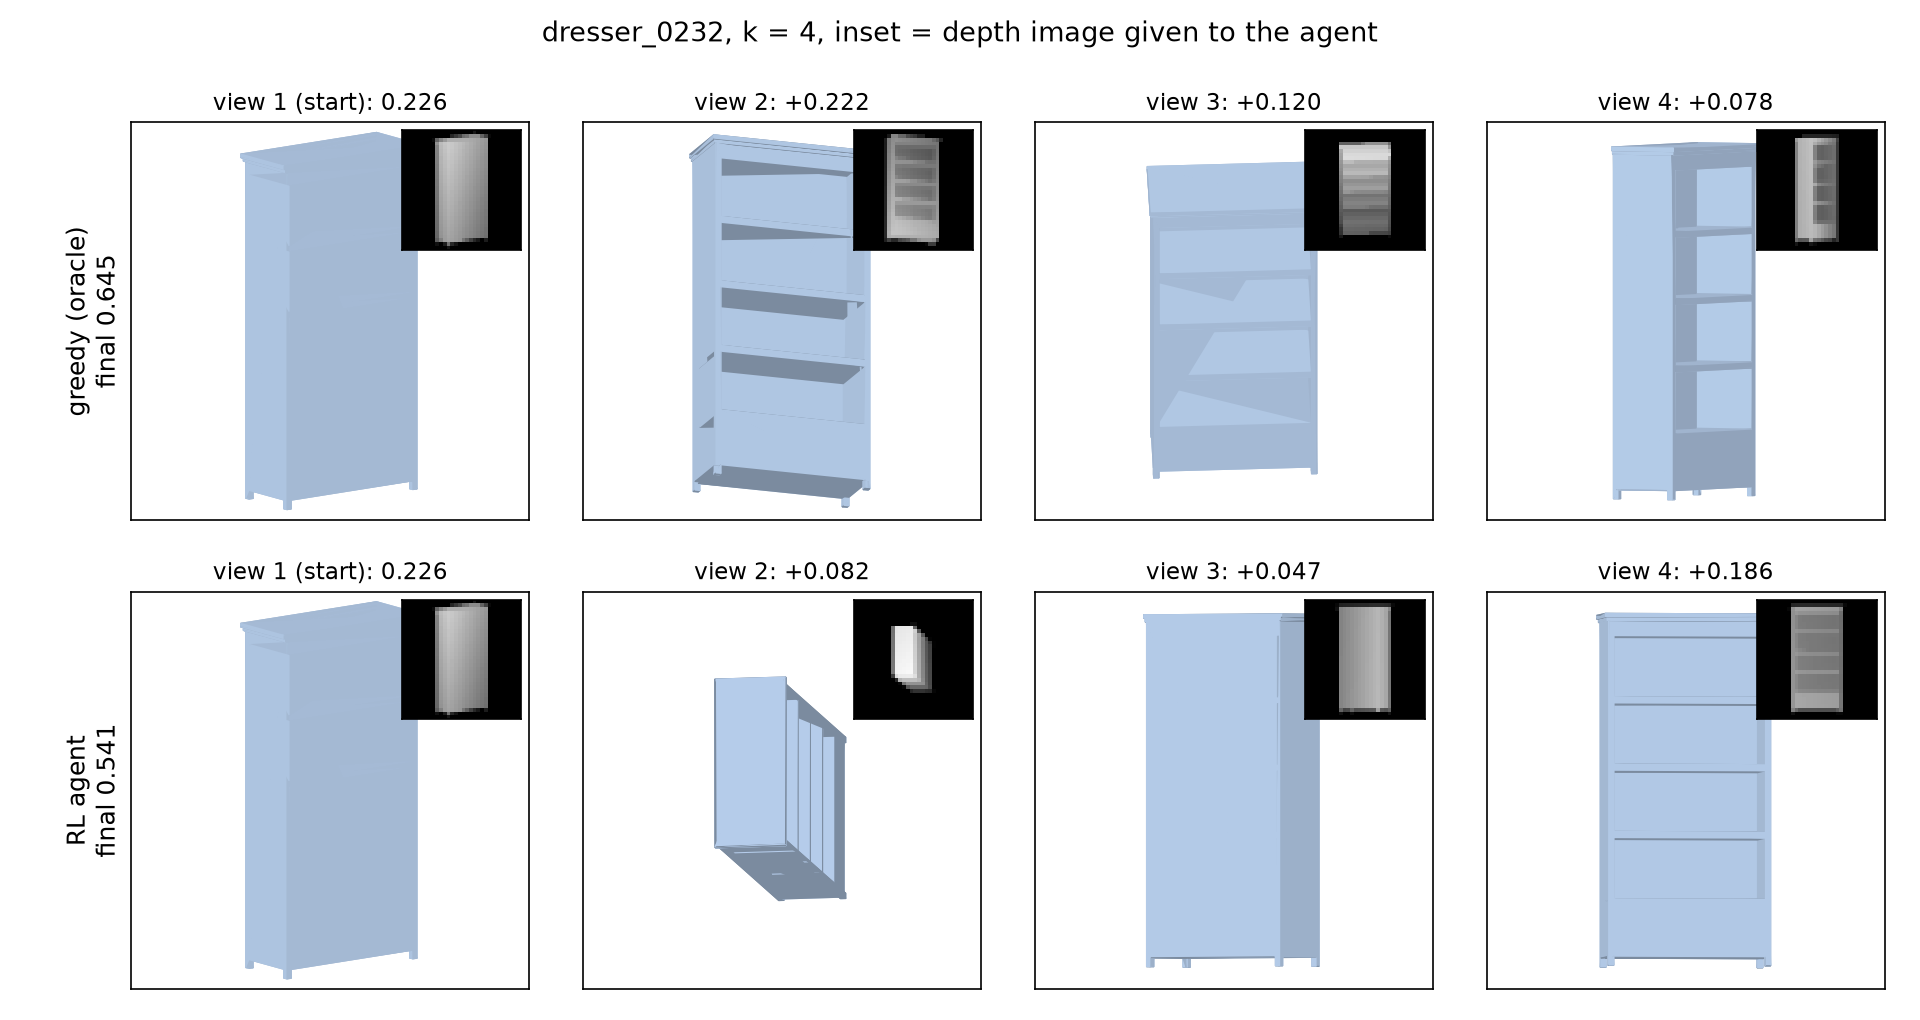 dresser_0232, k = 4, inset = depth image given to the agent
view 1 (start): 0.226
view 2: +0.222
view 3: +0.120
view 4: +0.078
greedy (oracle)
final 0.645
view 1 (start): 0.226
view 2: +0.082
view 3: +0.047
view 4: +0.186
RL agent
final 0.541